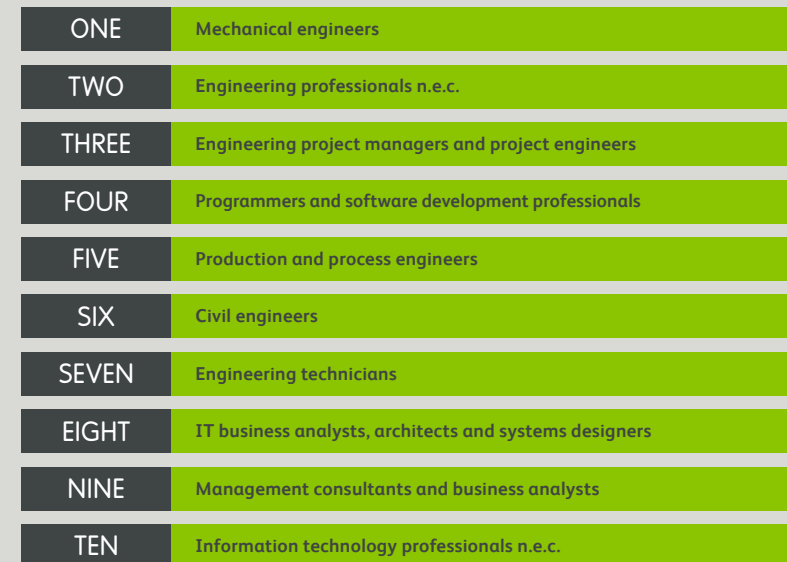 ONE Mechanical engineers
TWO Engineering professionals n.e.c.
THREE Engineering project managers and project engineers
FOUR Programmers and software development professionals
FIVE Production and process engineers
SIX Civil engineers
SEVEN Engineering technicians
EIGHT IT business analysts, architects and systems designers
NINE Management consultants and business analysts
TEN Information technology professionals n.e.c.